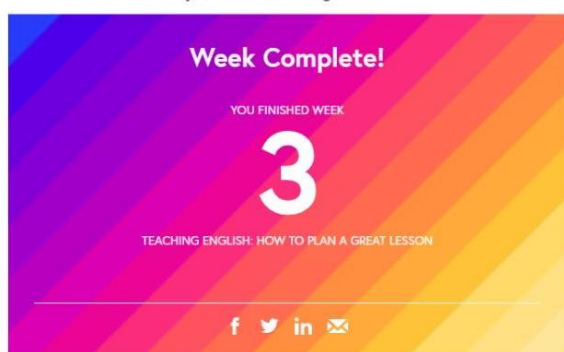 Week Complete!
YOU FINISHED WEEK
3
TEACHING ENGLISH: HOW TO PLAN A GREAT LESSON